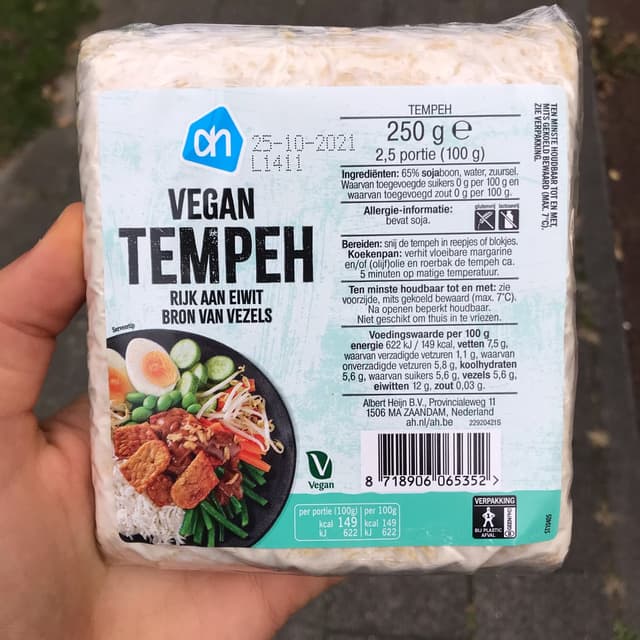 ah
25-10-2021
L1411
VEGAN
TEMPEH
RIJK AAN EIWIT
BRON VAN VEZELS
Serveertip
TEMPEH
250 g ℮
2,5 portie (100 g)
Ingrediënten: 65% sojaboon, water, zuursel.
Waarvan toegevoegde suikers 0 g per 100 g en
waarvan toegevoegd zout 0 g per 100 g.
Allergie-informatie:
bevat soja.
glutenvrij lactosevrij
Bereiden: snij de tempeh in reepjes of blokjes.
Koekenpan: verhit vloeibare margarine
en/of (olijf)olie en roerbak de tempeh ca.
5 minuten op matige temperatuur.
Ten minste houdbaar tot en met: zie
voorzijde, mits gekoeld bewaard (max. 7°C).
Na openen beperkt houdbaar.
Niet geschikt om thuis in te vriezen.
Voedingswaarde per 100 g
energie 622 kJ / 149 kcal, vetten 7,5 g,
waarvan verzadigde vetzuren 1,1 g, waarvan
onverzadigde vetzuren 5,8 g, koolhydraten
5,6 g, waarvan suikers 5,6 g, vezels 5,6 g,
eiwitten 12 g, zout 0,03 g.
Albert Heijn B.V., Provincialeweg 11
1506 MA ZAANDAM, Nederland
ah.nl/ah.be 229204215
8 718906 065352 >
Vegan
per portie (100g) per 100g
kcal 149 kcal 149
kJ 622 kJ 622
VERPAKKING
BIJ PLASTIC
AFVAL
TEN MINSTE HOUDBAAR TOT EN MET,
MITS GEKOELD BEWAARD (MAX. 7°C):
ZIE VERPAKKING.